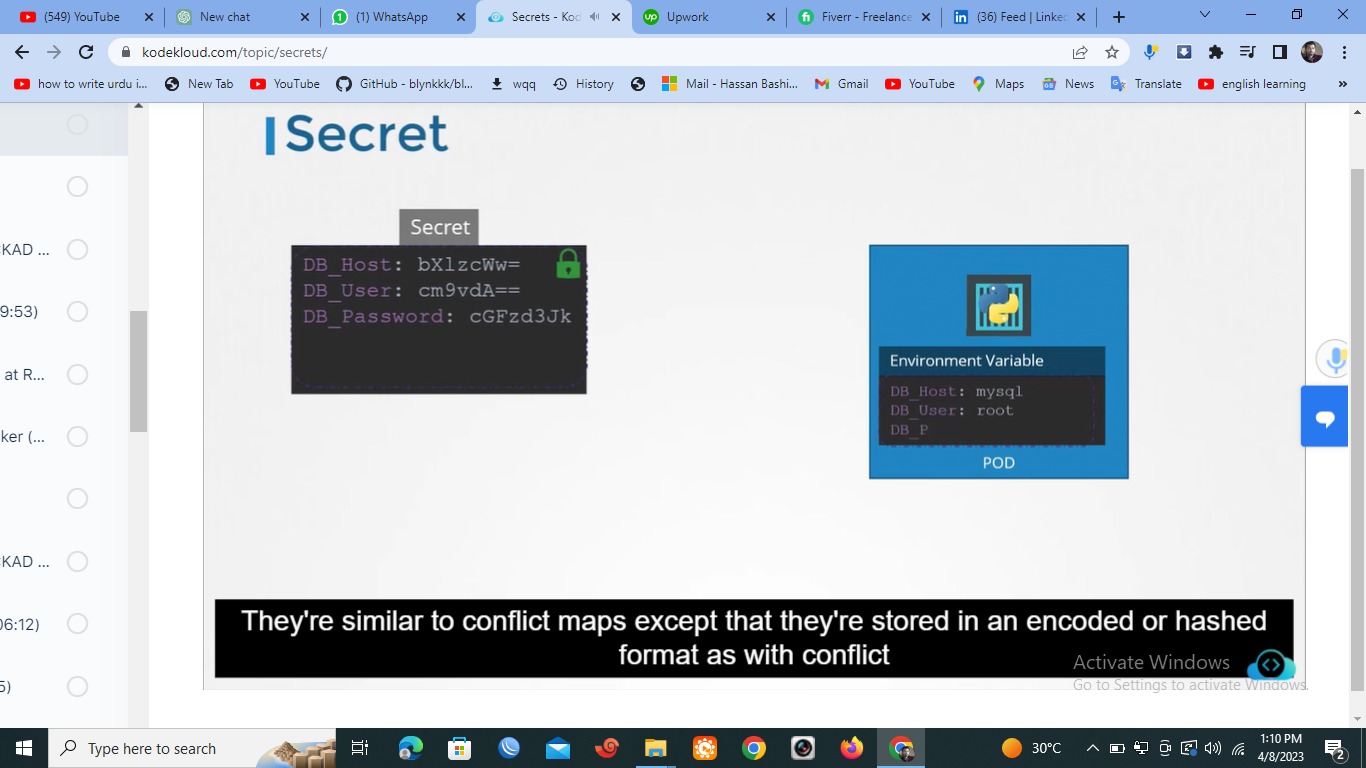 (549) YouTube
New chat
(1) WhatsApp
Secrets - Kod
Upwork
Fiverr - Freelance
(36) Feed | Linked
kodekloud.com/topic/secrets/
how to write urdu i...
New Tab
YouTube
GitHub - blynkkk/bl...
wqq
History
Mail - Hassan Bashi...
Gmail
YouTube
Maps
News
Translate
english learning
»
Secret
Secret
DB_Host: bXlzcWw=
DB_User: cm9vdA==
DB_Password: cGFzd3Jk
Environment Variable
DB_Host: mysql
DB_User: root
DB_P
POD
KAD ...
9:53)
at R...
ker (...
KAD ...
06:12)
5)
They're similar to conflict maps except that they're stored in an encoded or hashed
format as with conflict
Activate Windows
Go to Settings to activate Windows.
Type here to search
30°C
1:10 PM
4/8/2023
2